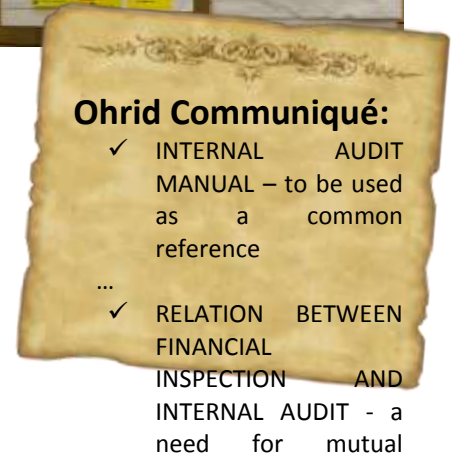 Ohrid Communiqué:
✓ INTERNAL AUDIT
MANUAL – to be used
as a common
reference
…
✓ RELATION BETWEEN
FINANCIAL
INSPECTION AND
INTERNAL AUDIT - a
need for mutual